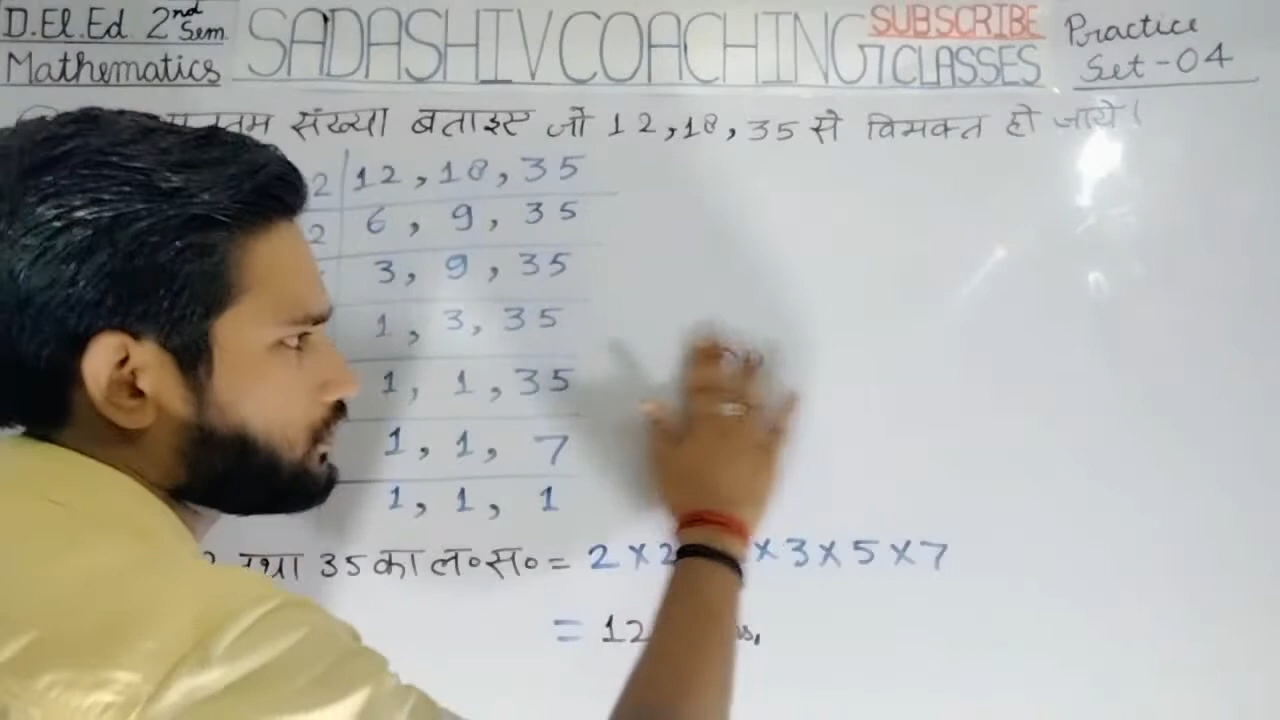 D.El.Ed. 2nd Sem.
Mathematics
SADASHIV COACHING CLASSES
SUBSCRIBE
Practice
Set-04
संख्या बताइए जो 12,18,35 से विभक्त हो जाये।
2 12,18,35
2 6, 9, 35
3, 9, 35
1, 3, 35
1, 1, 35
1, 1, 7
1, 1, 1
तथा 35 का ल०स० = 2×2 ×3×5×7
= 12